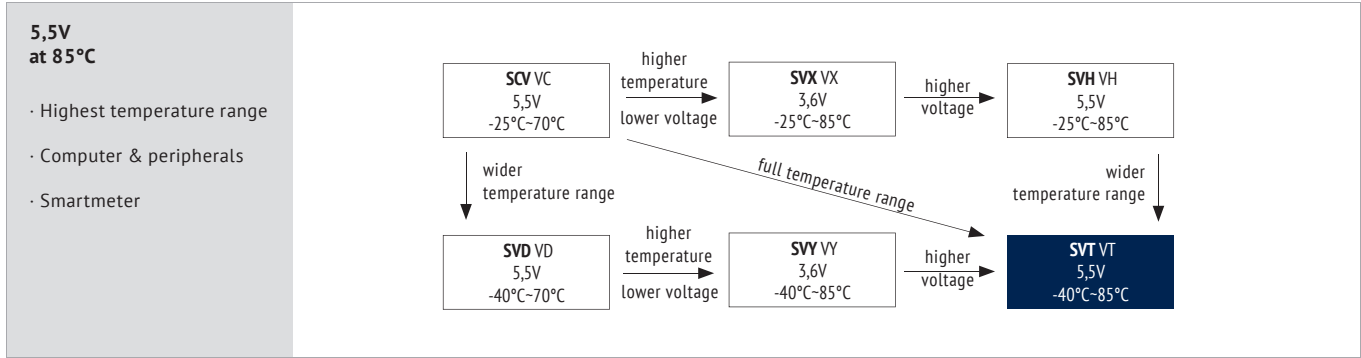 5,5V
at 85°C
· Highest temperature range
· Computer & peripherals
· Smartmeter
SCV VC
5,5V
-25°C~70°C
higher
temperature
lower voltage
SVX VX
3,6V
-25°C~85°C
higher
voltage
SVH VH
5,5V
-25°C~85°C
wider
temperature range
full temperature range
wider
temperature range
SVD VD
5,5V
-40°C~70°C
higher
temperature
lower voltage
SVY VY
3,6V
-40°C~85°C
higher
voltage
SVT VT
5,5V
-40°C~85°C